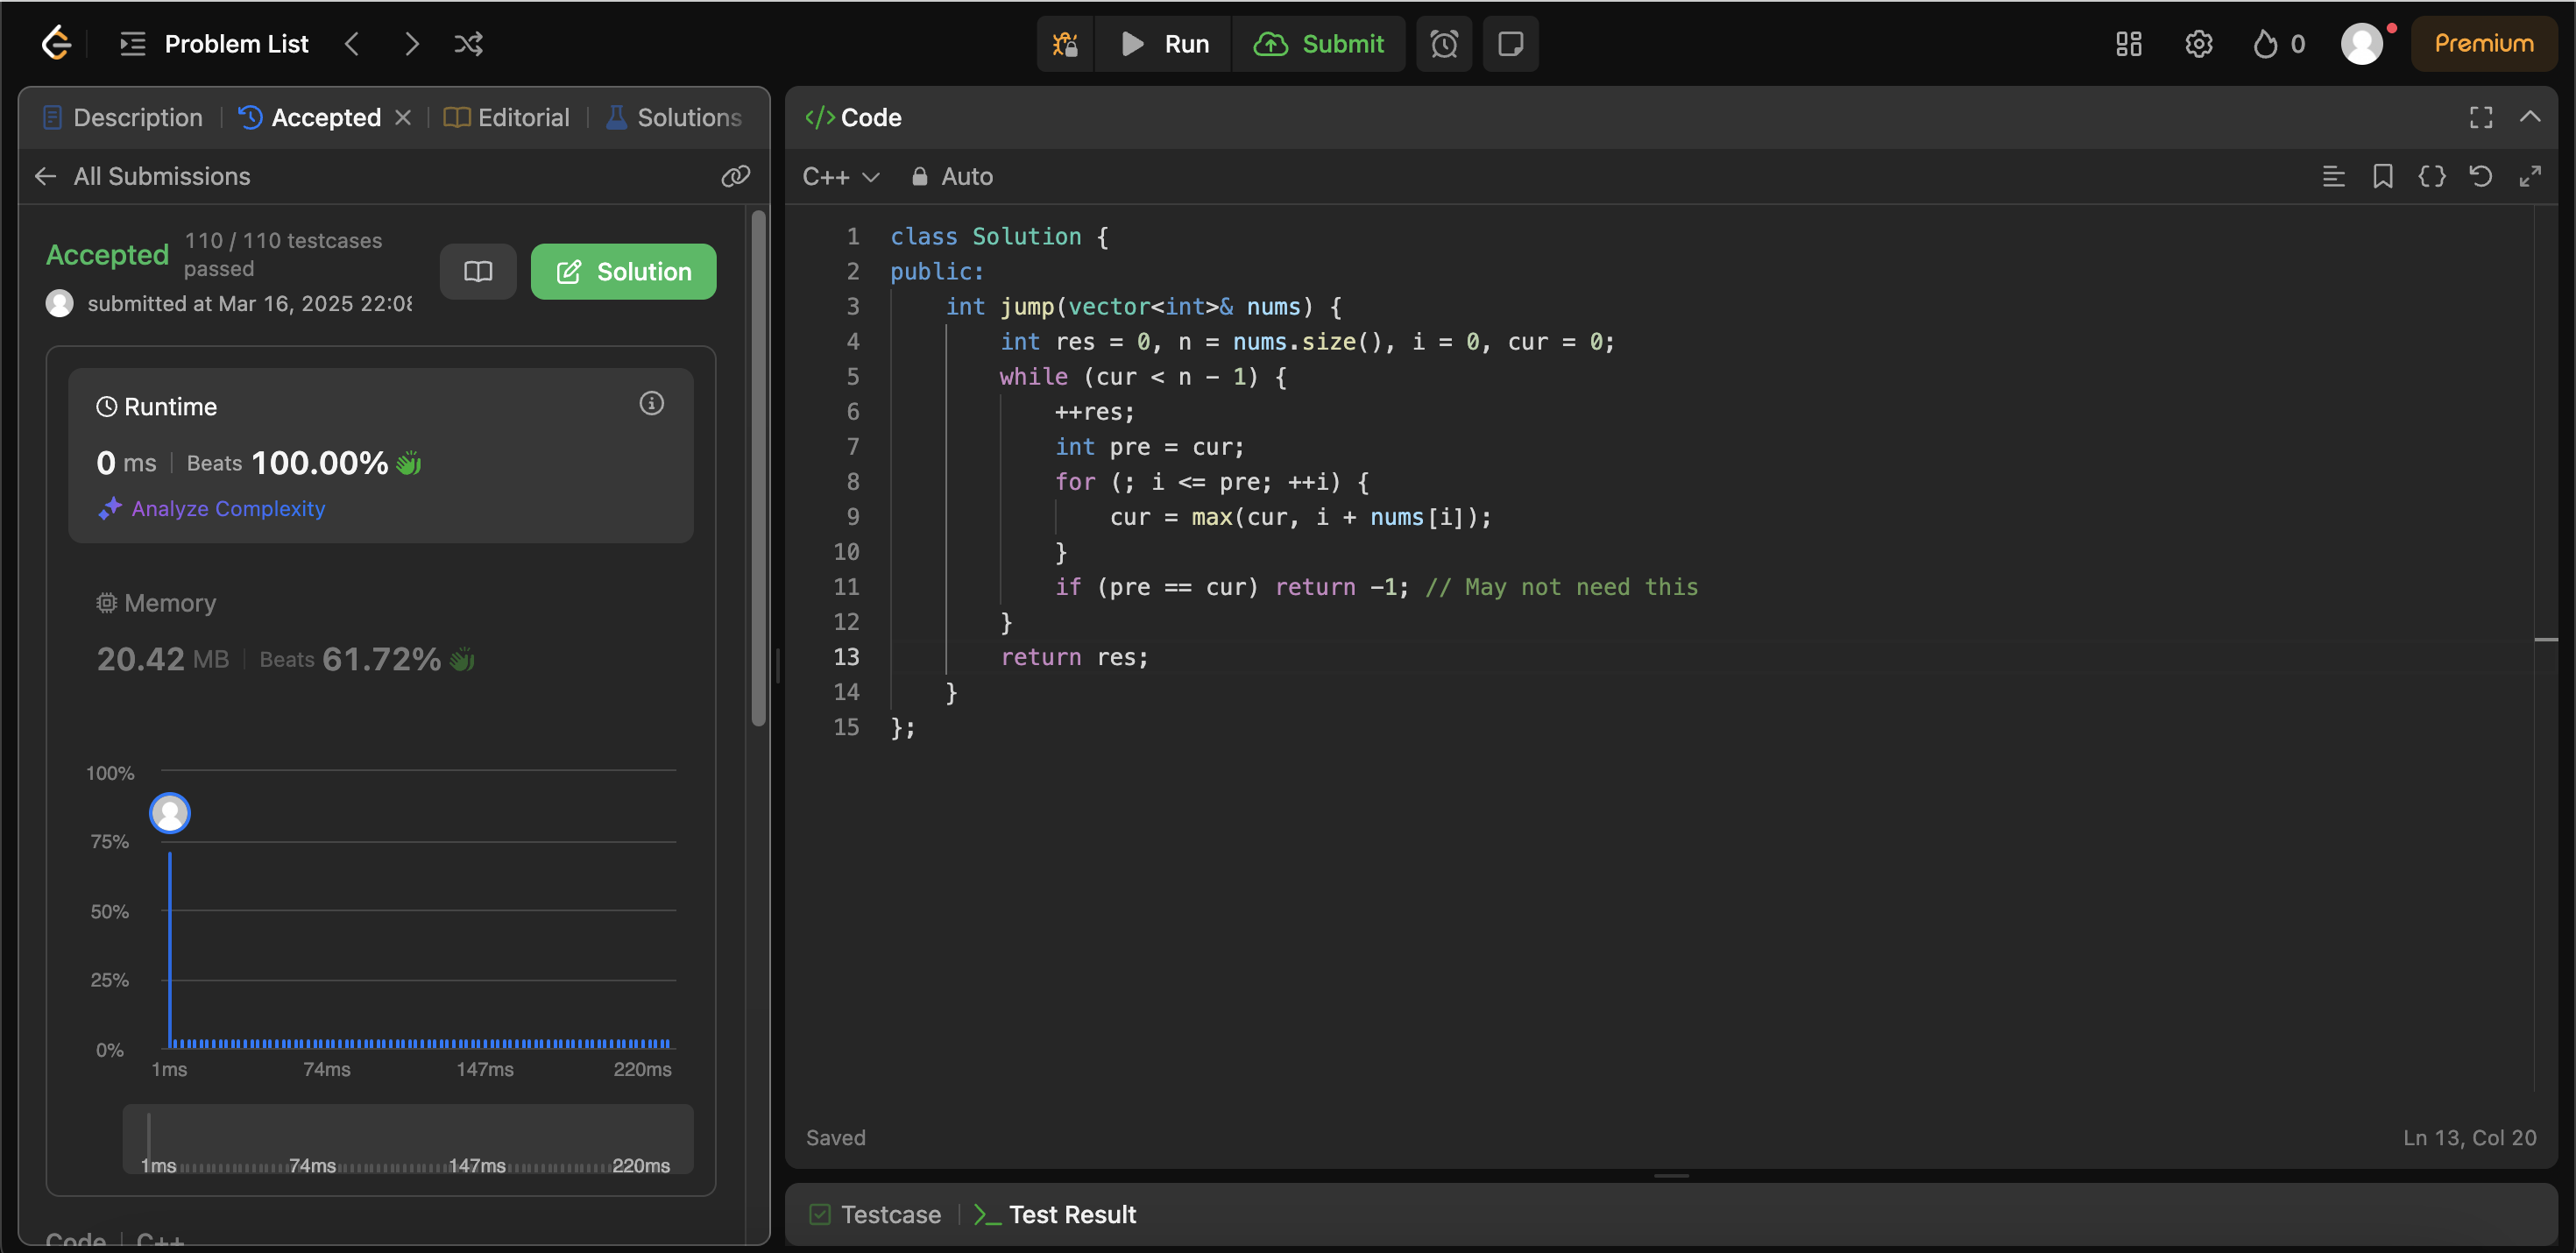 Problem List
Run
Submit
0
Premium
Description
Accepted
Editorial
Solutions
All Submissions
Accepted
110 / 110 testcases
passed
submitted at Mar 16, 2025 22:08
Solution
Runtime
0 ms | Beats 100.00%
Analyze Complexity
Memory
20.42 MB | Beats 61.72%
100%
75%
50%
25%
0%
1ms 74ms 147ms 220ms
1ms 74ms 147ms 220ms
Code | C++
</> Code
C++ Auto
1 class Solution {
2 public:
3     int jump(vector<int>& nums) {
4         int res = 0, n = nums.size(), i = 0, cur = 0;
5         while (cur < n - 1) {
6             ++res;
7             int pre = cur;
8             for (; i <= pre; ++i) {
9                 cur = max(cur, i + nums[i]);
10             }
11             if (pre == cur) return -1; // May not need this
12         }
13         return res;
14     }
15 };
Saved
Ln 13, Col 20
Testcase
>_ Test Result